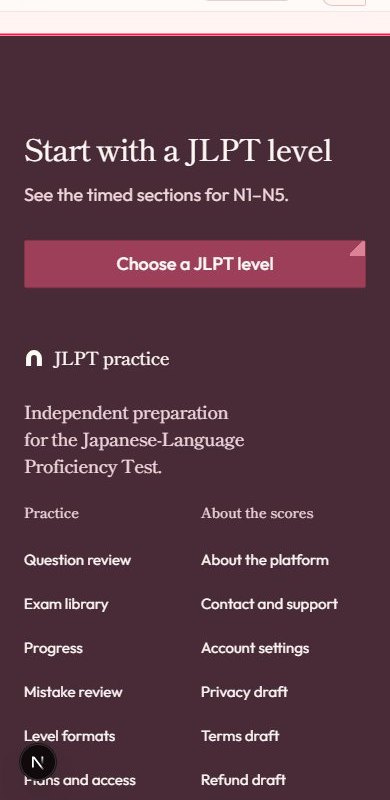 Start with a JLPT level
See the timed sections for N1–N5.
Choose a JLPT level
JLPT practice
Independent preparation
for the Japanese-Language
Proficiency Test.
Practice
About the scores
Question review
About the platform
Exam library
Contact and support
Progress
Account settings
Mistake review
Privacy draft
Level formats
Terms draft
N
Plans and access
Refund draft